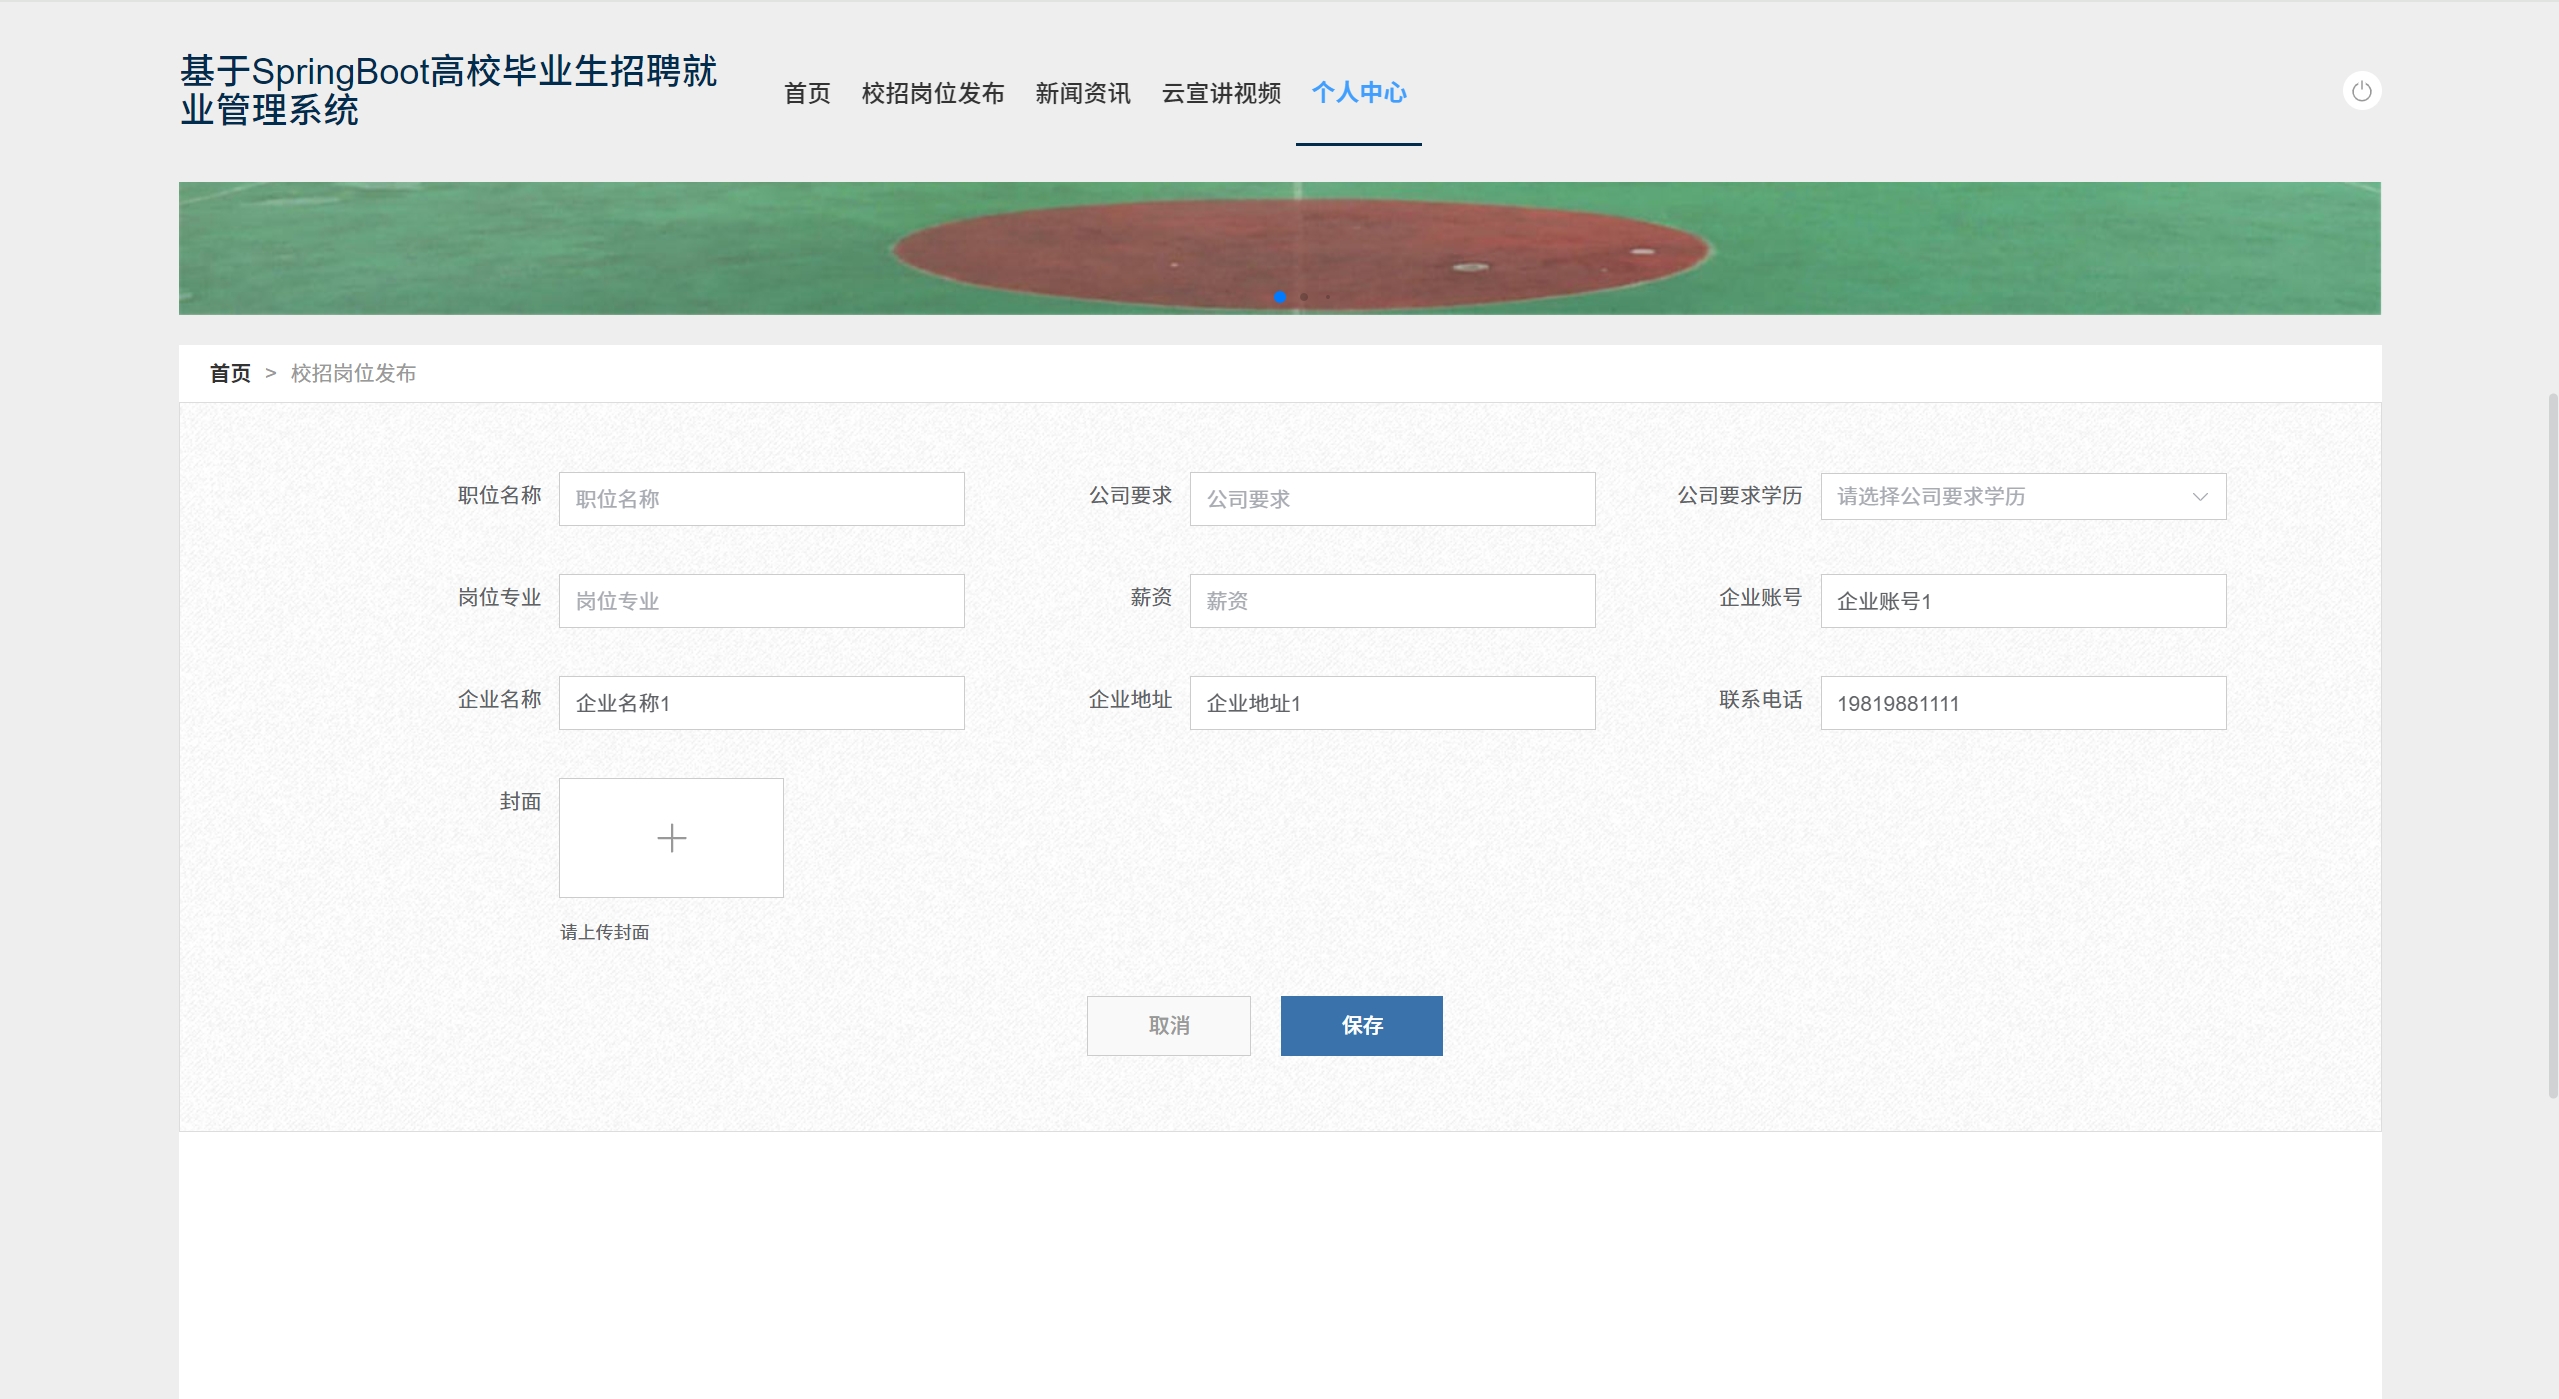 基于SpringBoot高校毕业生招聘就
业管理系统
首页 校招岗位发布 新闻资讯 云宣讲视频 个人中心
首页 > 校招岗位发布
职位名称 职位名称 公司要求 公司要求 公司要求学历 请选择公司要求学历
岗位专业 岗位专业 薪资 薪资 企业账号 企业账号1
企业名称 企业名称1 企业地址 企业地址1 联系电话 19819881111
封面
请上传封面
取消 保存